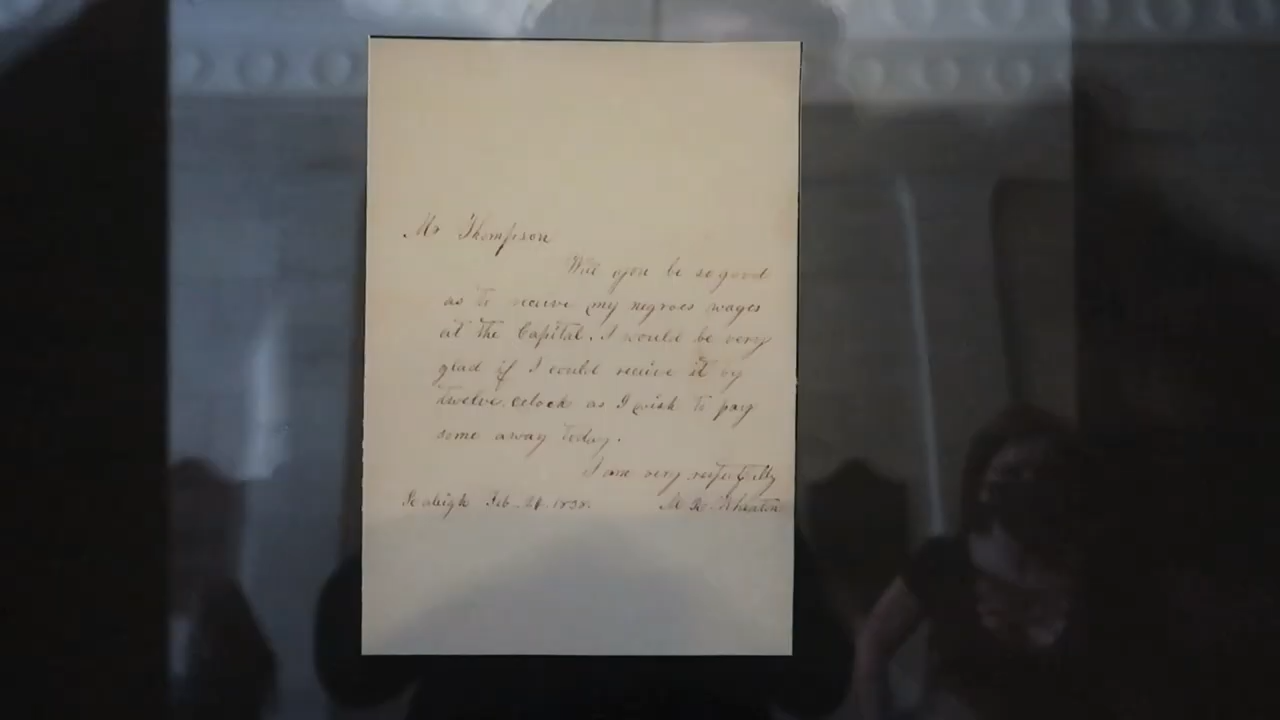 Mr Thompson
Will you be so good
as to receive my negroes wages
at the Capital. I would be very
glad if I could receive it by
twelve, oclock as I wish to pay
some away today.
I am very respectfully
Raleigh Feb. 24. 1838. M R Wheaton